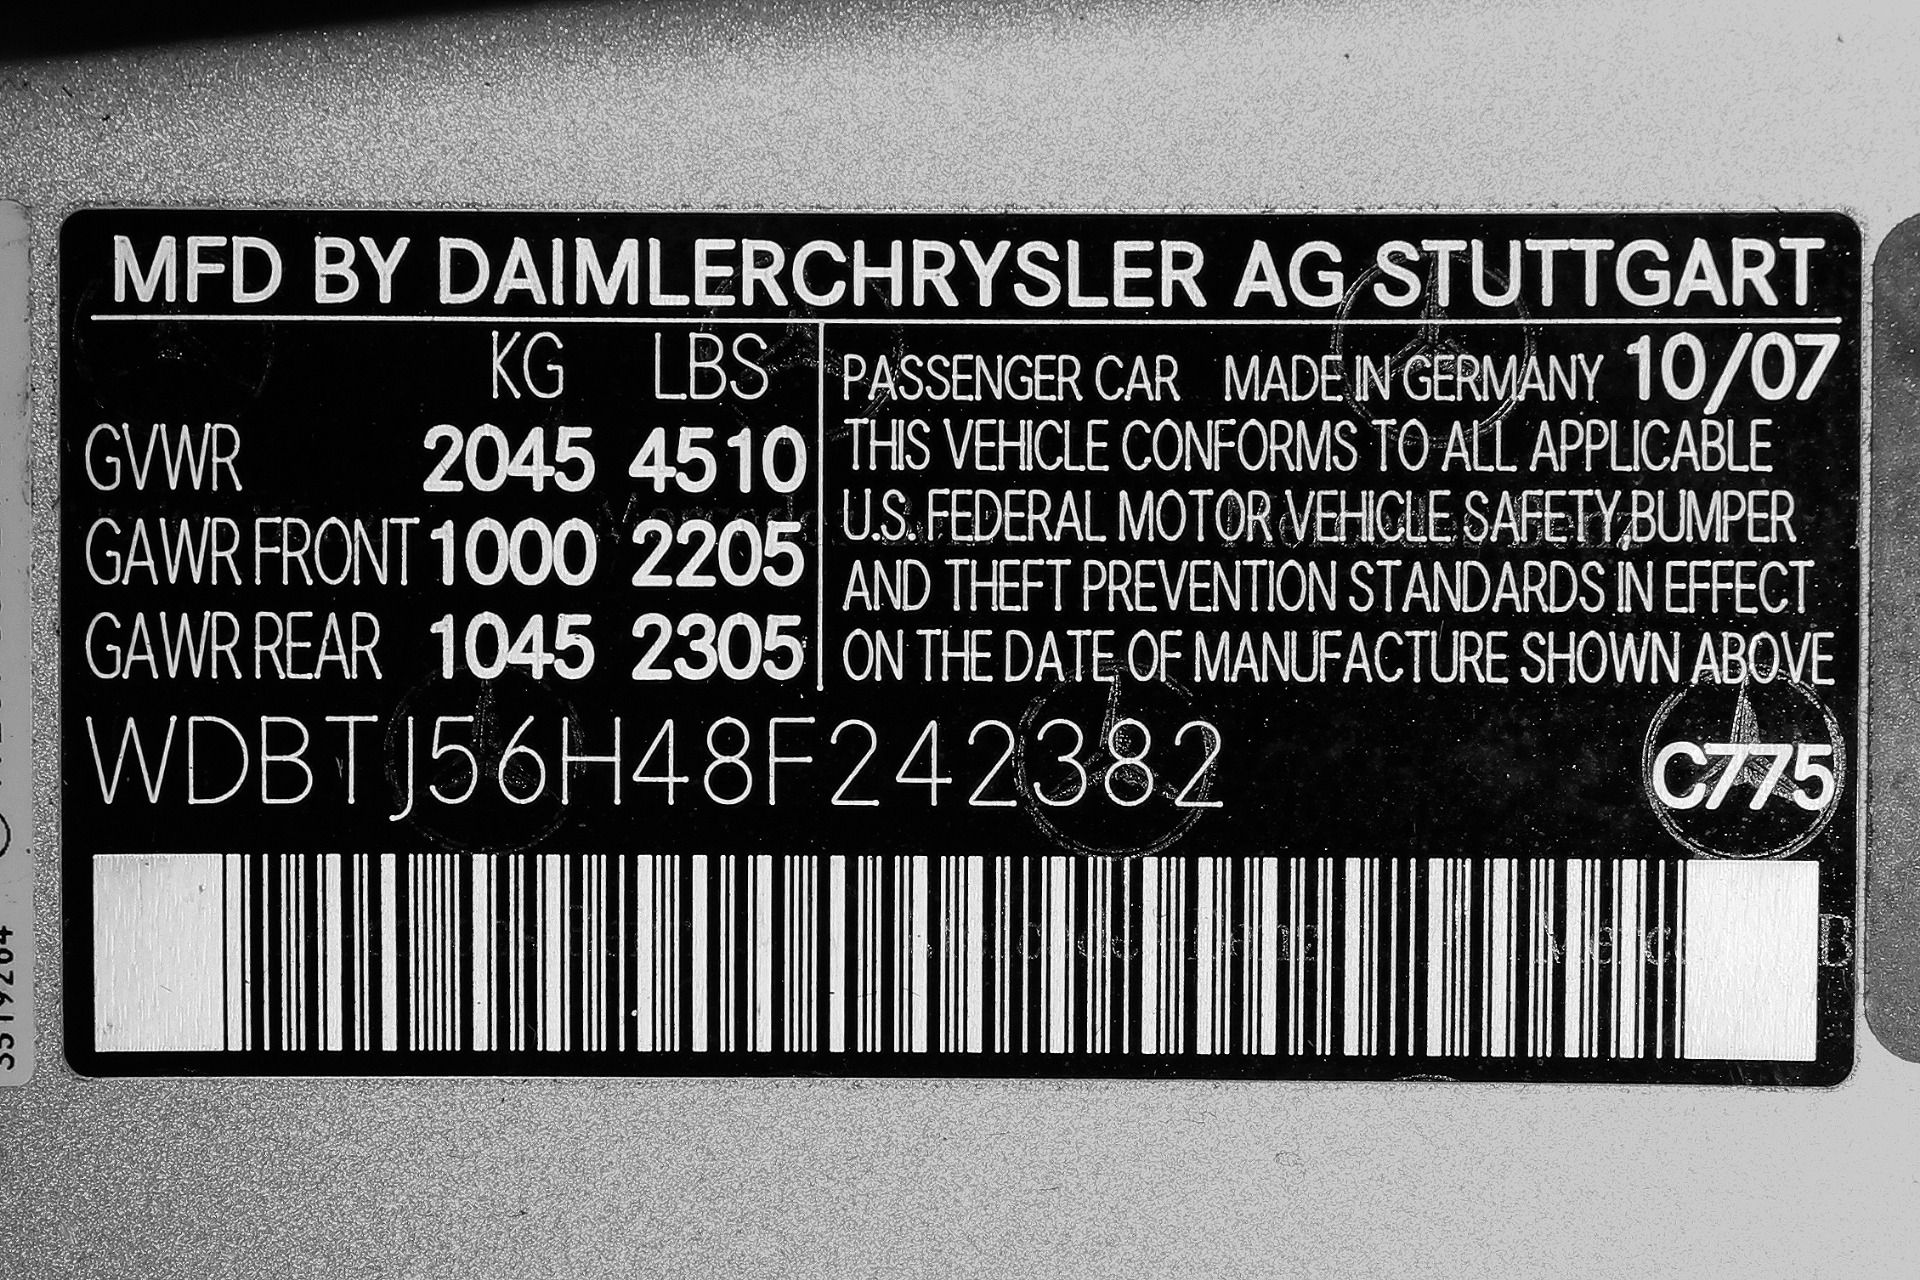 MFD BY DAIMLERCHRYSLER AG STUTTGART
KG LBS
GVWR 2045 4510
GAWR FRONT 1000 2205
GAWR REAR 1045 2305
PASSENGER CAR MADE IN GERMANY 10/07
THIS VEHICLE CONFORMS TO ALL APPLICABLE
U.S. FEDERAL MOTOR VEHICLE SAFETY, BUMPER
AND THEFT PREVENTION STANDARDS IN EFFECT
ON THE DATE OF MANUFACTURE SHOWN ABOVE
WDBTJ56H48F242382
C775